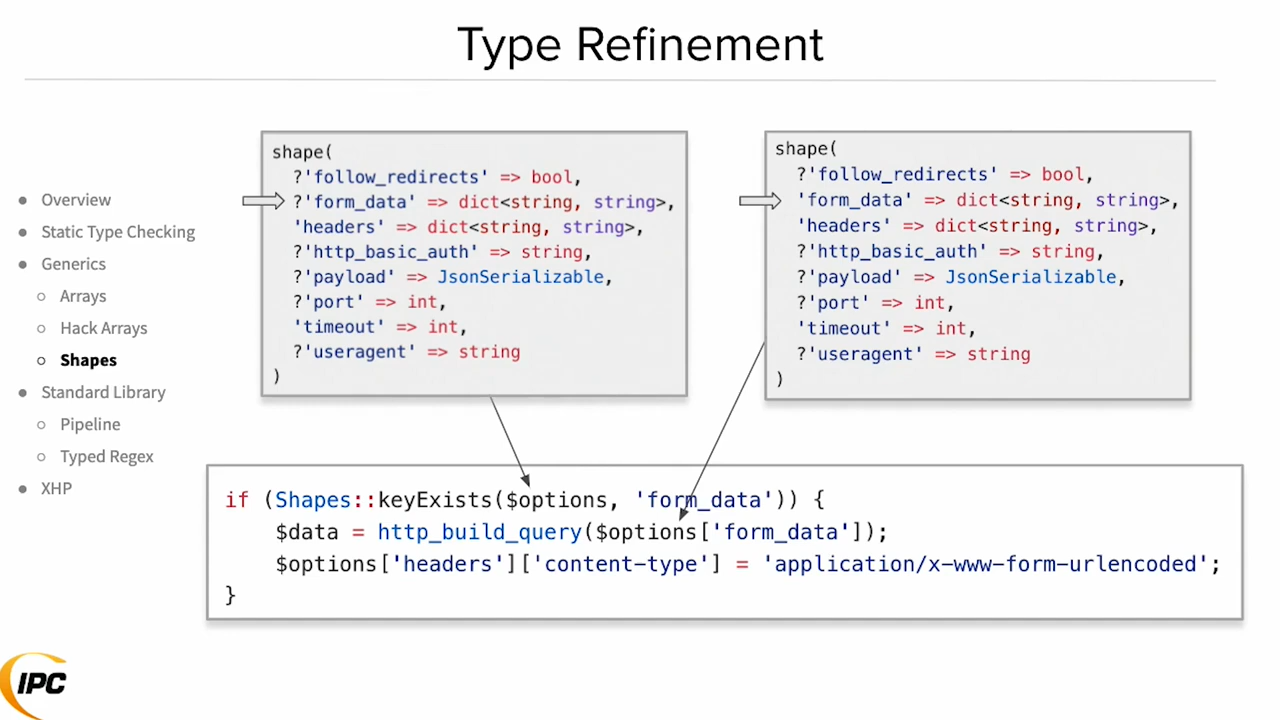 Type Refinement
Overview
Static Type Checking
Generics
Arrays
Hack Arrays
Shapes
Standard Library
Pipeline
Typed Regex
XHP
shape(
?'follow_redirects' => bool,
?'form_data' => dict<string, string>,
'headers' => dict<string, string>,
?'http_basic_auth' => string,
?'payload' => JsonSerializable,
?'port' => int,
'timeout' => int,
?'useragent' => string
)
shape(
?'follow_redirects' => bool,
'form_data' => dict<string, string>,
'headers' => dict<string, string>,
?'http_basic_auth' => string,
?'payload' => JsonSerializable,
?'port' => int,
'timeout' => int,
?'useragent' => string
)
if (Shapes::keyExists($options, 'form_data')) {
$data = http_build_query($options['form_data']);
$options['headers']['content-type'] = 'application/x-www-form-urlencoded';
}
IPC